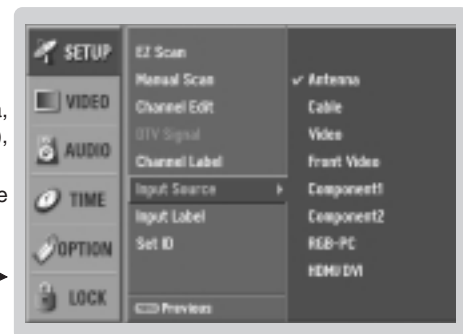 SETUP
VIDEO
AUDIO
TIME
OPTION
LOCK
EZ Scan
Manual Scan
Channel Edit
DTV Signal
Channel Label
Input Source
Input Label
Set ID
Previous
Antenna
Cable
Video
Front Video
Component1
Component2
RGB-PC
HDMI/DVI